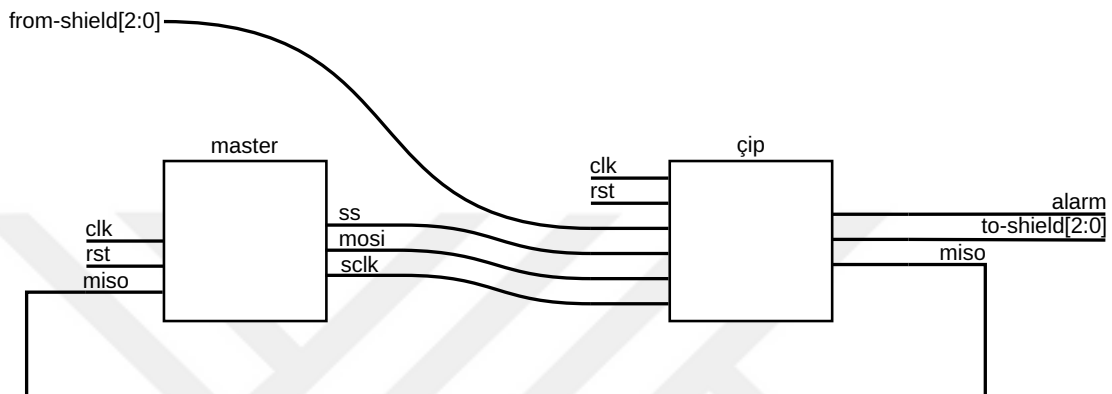 from-shield[2:0]
master
çip
clk
rst
ss
mosi
sclk
clk
rst
miso
alarm
to-shield[2:0]
miso